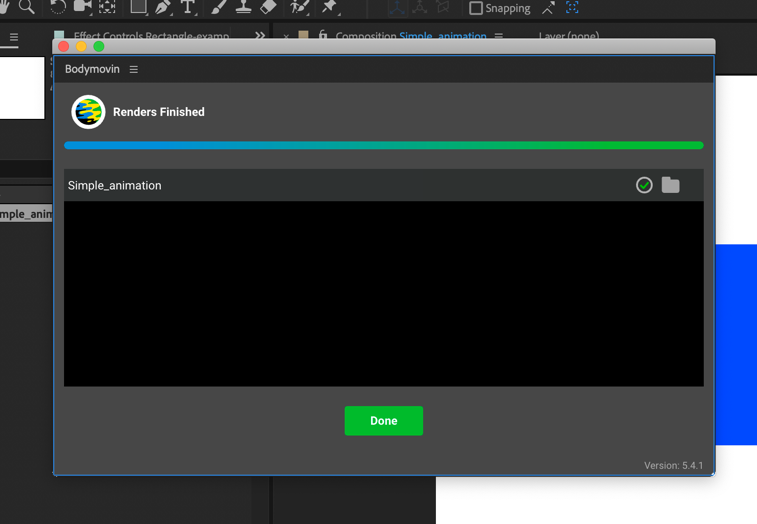 Snapping
Effect Controls Rectangle-examp
Composition Simple_animation
Layer (none)
Bodymovin
Renders Finished
Simple_animation
mple_anim
Done
Version: 5.4.1